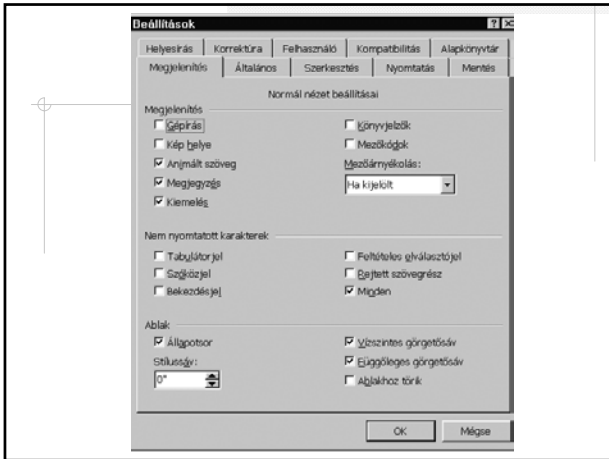 Beállítások
Helyesírás Korrektúra Felhasználó Kompatibilitás Alapkönyvtár
Megjelenítés Általános Szerkesztés Nyomtatás Mentés
Normál nézet beállításai
Megjelenítés
Gépírás Könyvjelzők
Kép helye Mezőkódok
Animált szöveg Mezőárnyékolás:
Megjegyzés Ha kijelölt
Kiemelés
Nem nyomtatott karakterek
Tabulátorjel Feltételes elválasztójel
Szóközjel Rejtett szövegrész
Bekezdésjel Minden
Ablak
Állapotsor Vízszintes görgetősáv
Stílussáv: Függőleges görgetősáv
0" Ablakhoz törik
OK Mégse